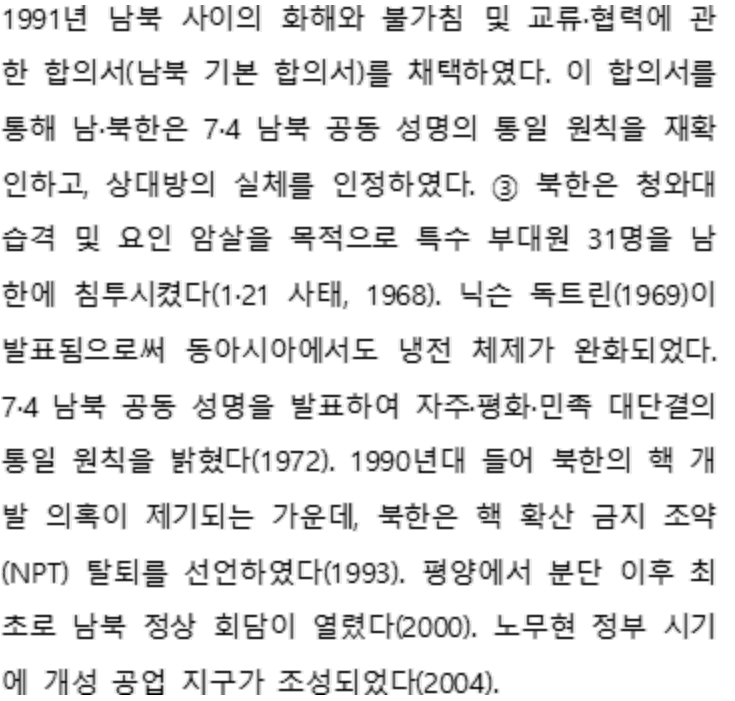 1991년 남북 사이의 화해와 불가침 및 교류·협력에 관
한 합의서(남북 기본 합의서)를 채택하였다. 이 합의서를
통해 남·북한은 7·4 남북 공동 성명의 통일 원칙을 재확
인하고, 상대방의 실체를 인정하였다. ③ 북한은 청와대
습격 및 요인 암살을 목적으로 특수 부대원 31명을 남
한에 침투시켰다(1·21 사태, 1968). 닉슨 독트린(1969)이
발표됨으로써 동아시아에서도 냉전 체제가 완화되었다.
7·4 남북 공동 성명을 발표하여 자주·평화·민족 대단결의
통일 원칙을 밝혔다(1972). 1990년대 들어 북한의 핵 개
발 의혹이 제기되는 가운데, 북한은 핵 확산 금지 조약
(NPT) 탈퇴를 선언하였다(1993). 평양에서 분단 이후 최
초로 남북 정상 회담이 열렸다(2000). 노무현 정부 시기
에 개성 공업 지구가 조성되었다(2004).